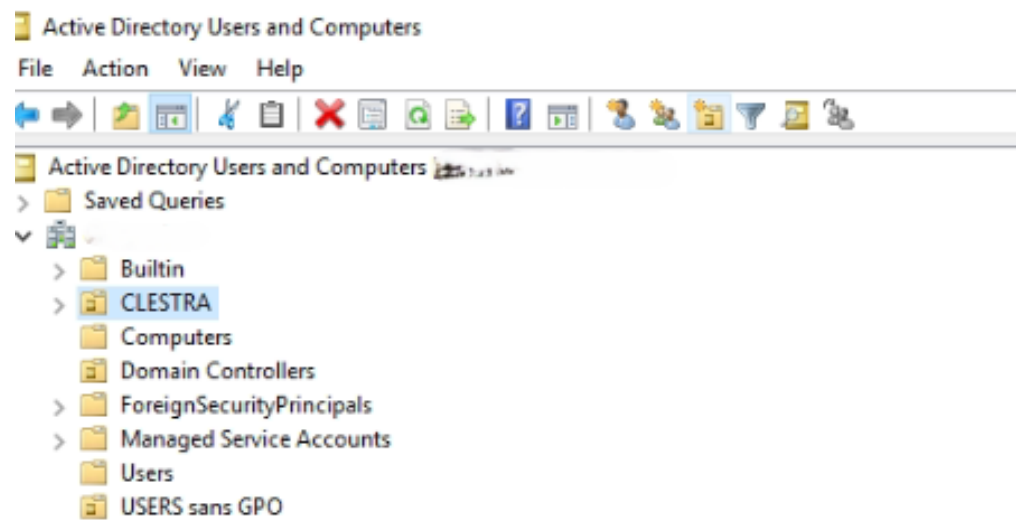 Active Directory Users and Computers
File Action View Help
Active Directory Users and Computers
Saved Queries
Builtin
CLESTRA
Computers
Domain Controllers
ForeignSecurityPrincipals
Managed Service Accounts
Users
USERS sans GPO